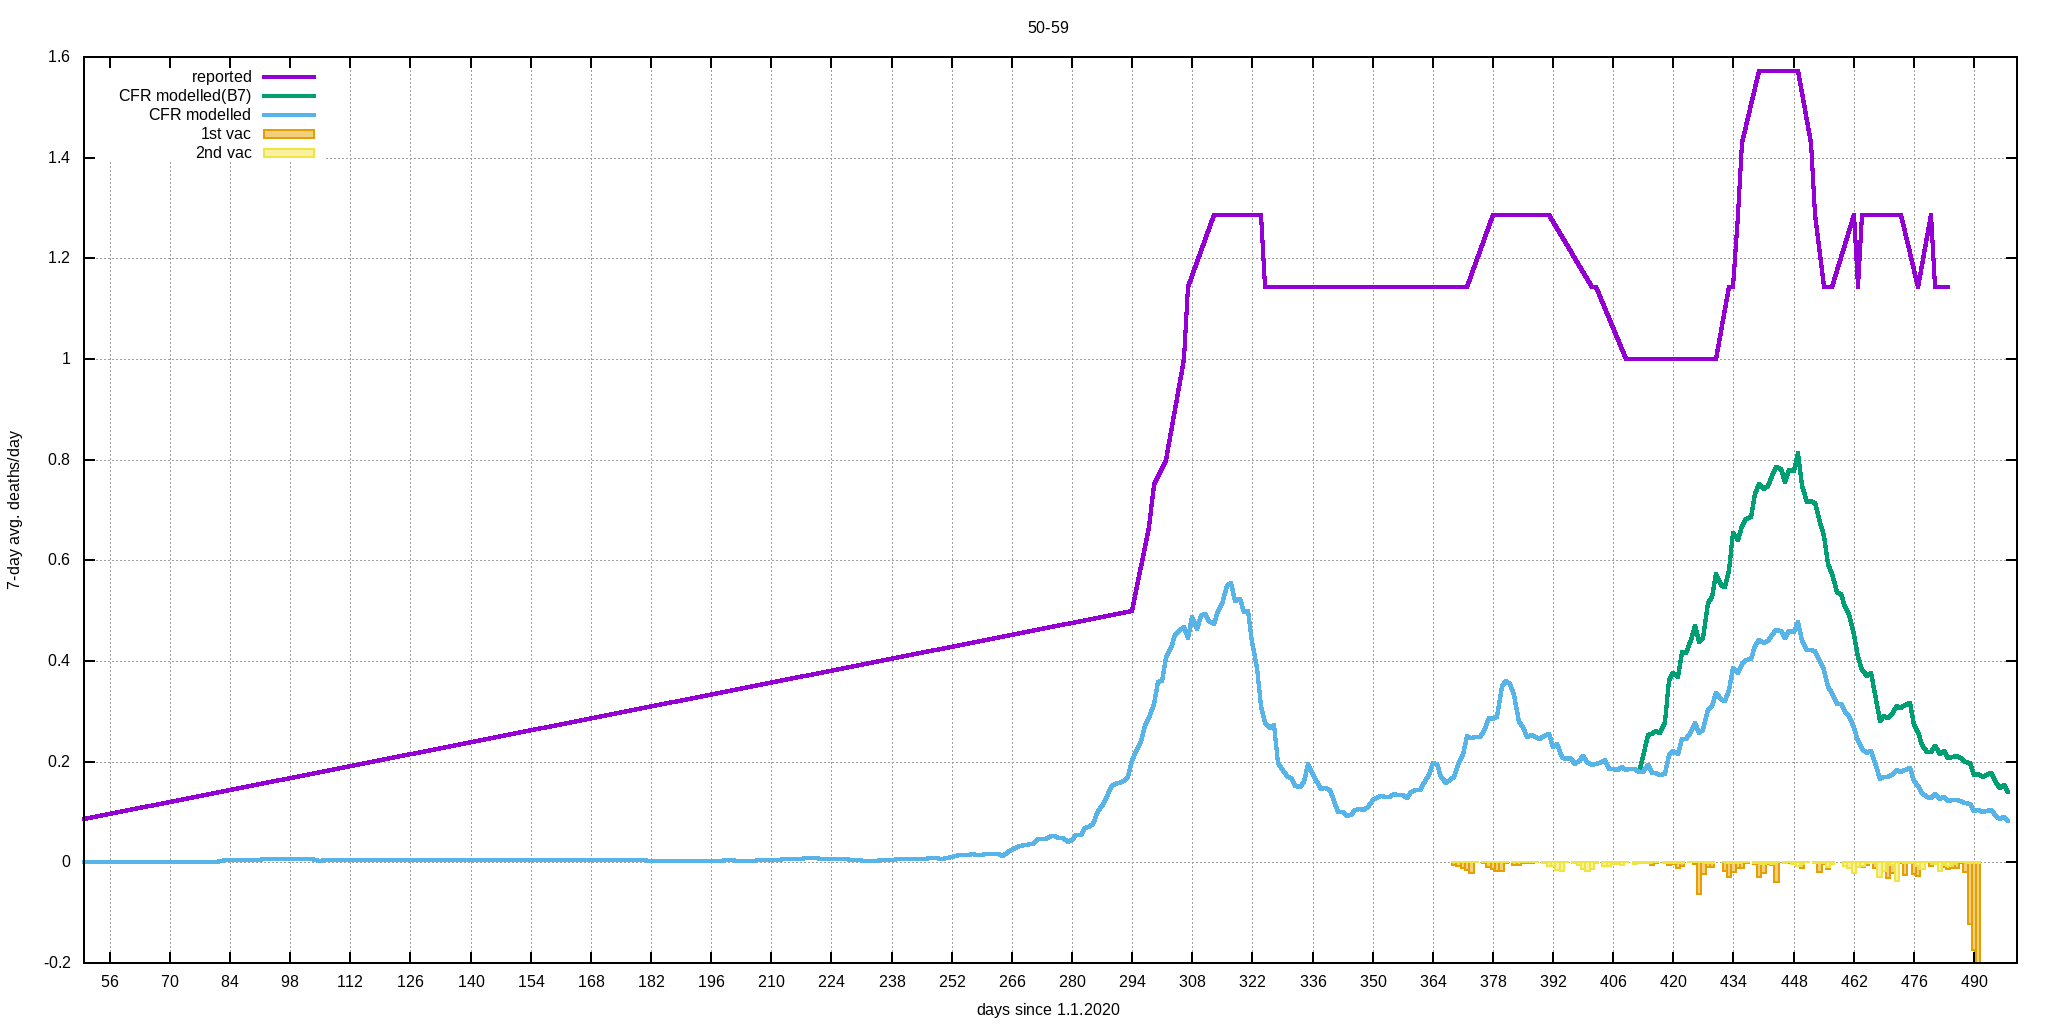 50-59
reported
CFR modelled(B7)
CFR modelled
1st vac
2nd vac
1.6
1.4
1.2
1
0.8
0.6
0.4
0.2
0
-0.2
7-day avg. deaths/day
56 70 84 98 112 126 140 154 168 182 196 210 224 238 252 266 280 294 308 322 336 350 364 378 392 406 420 434 448 462 476 490
days since 1.1.2020